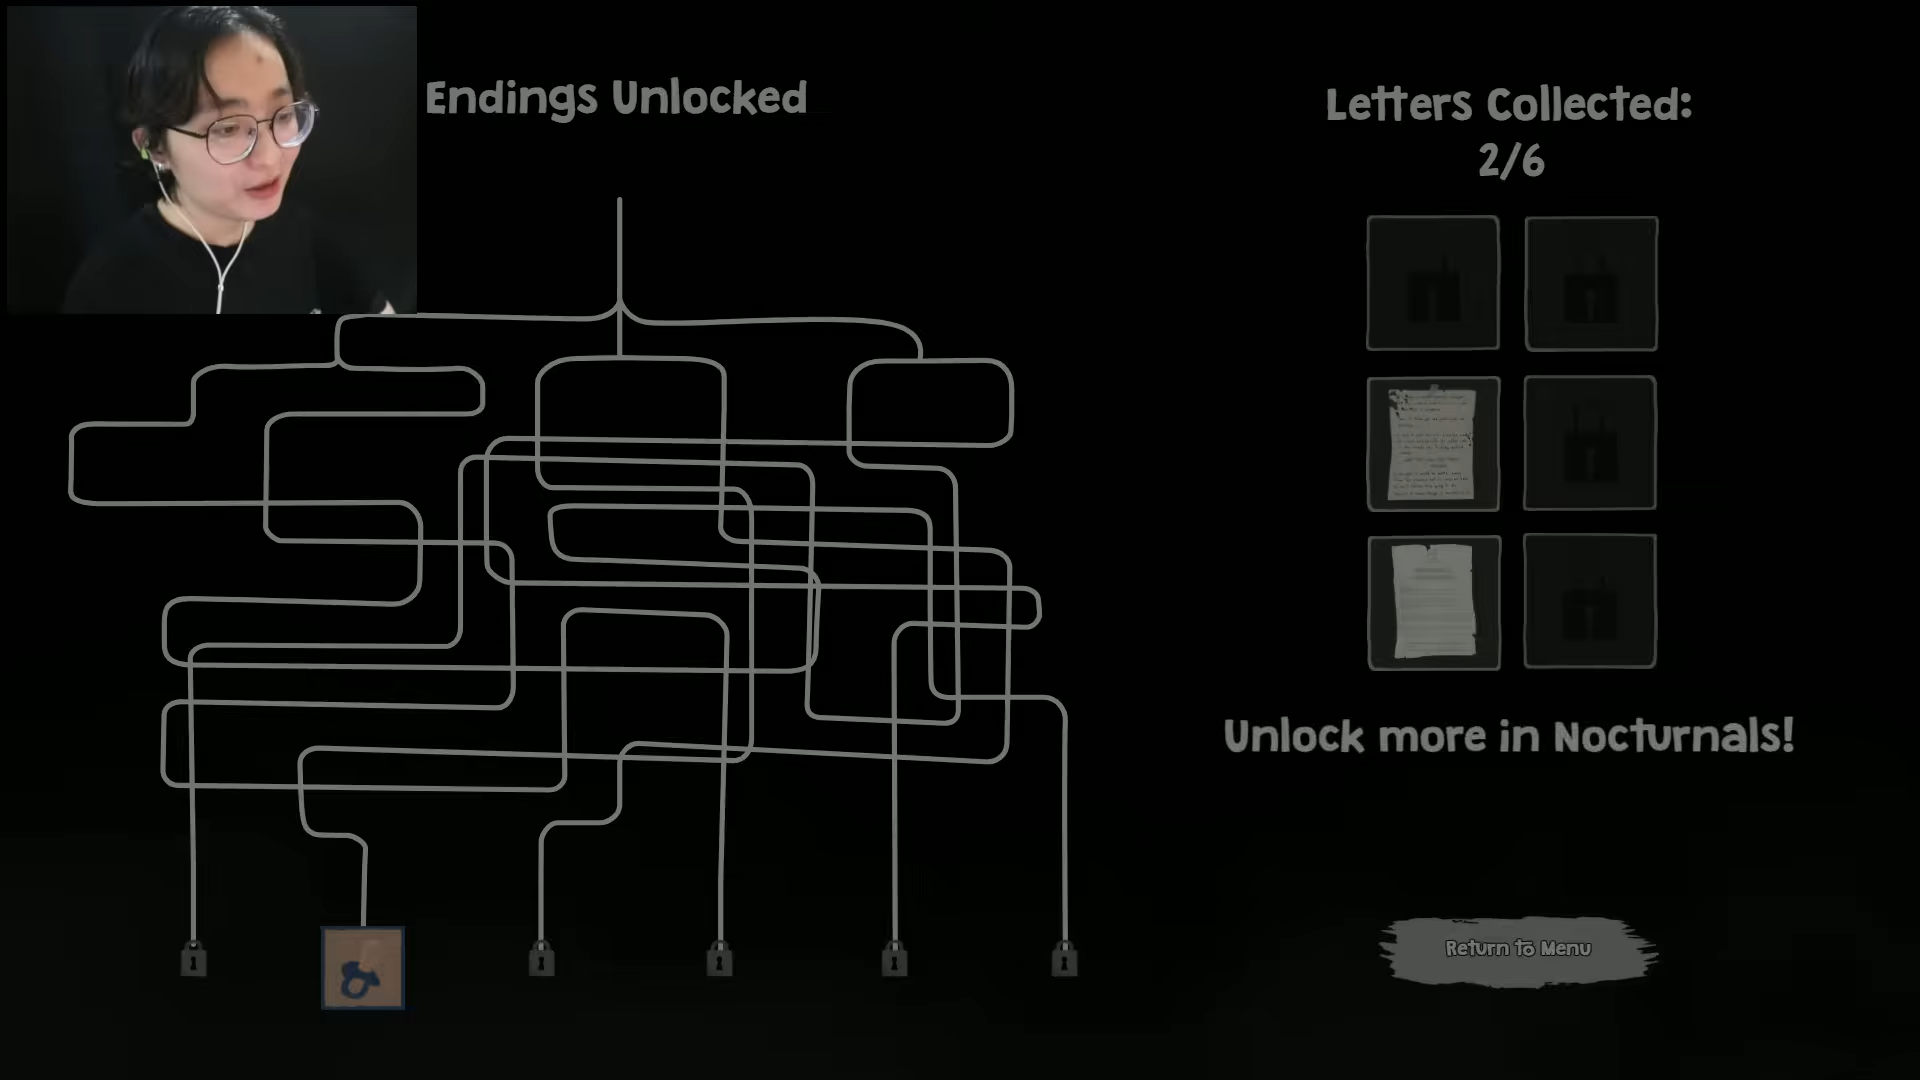 Endings Unlocked
Letters Collected:
2/6
Unlock more in Nocturnals!
Return to Menu